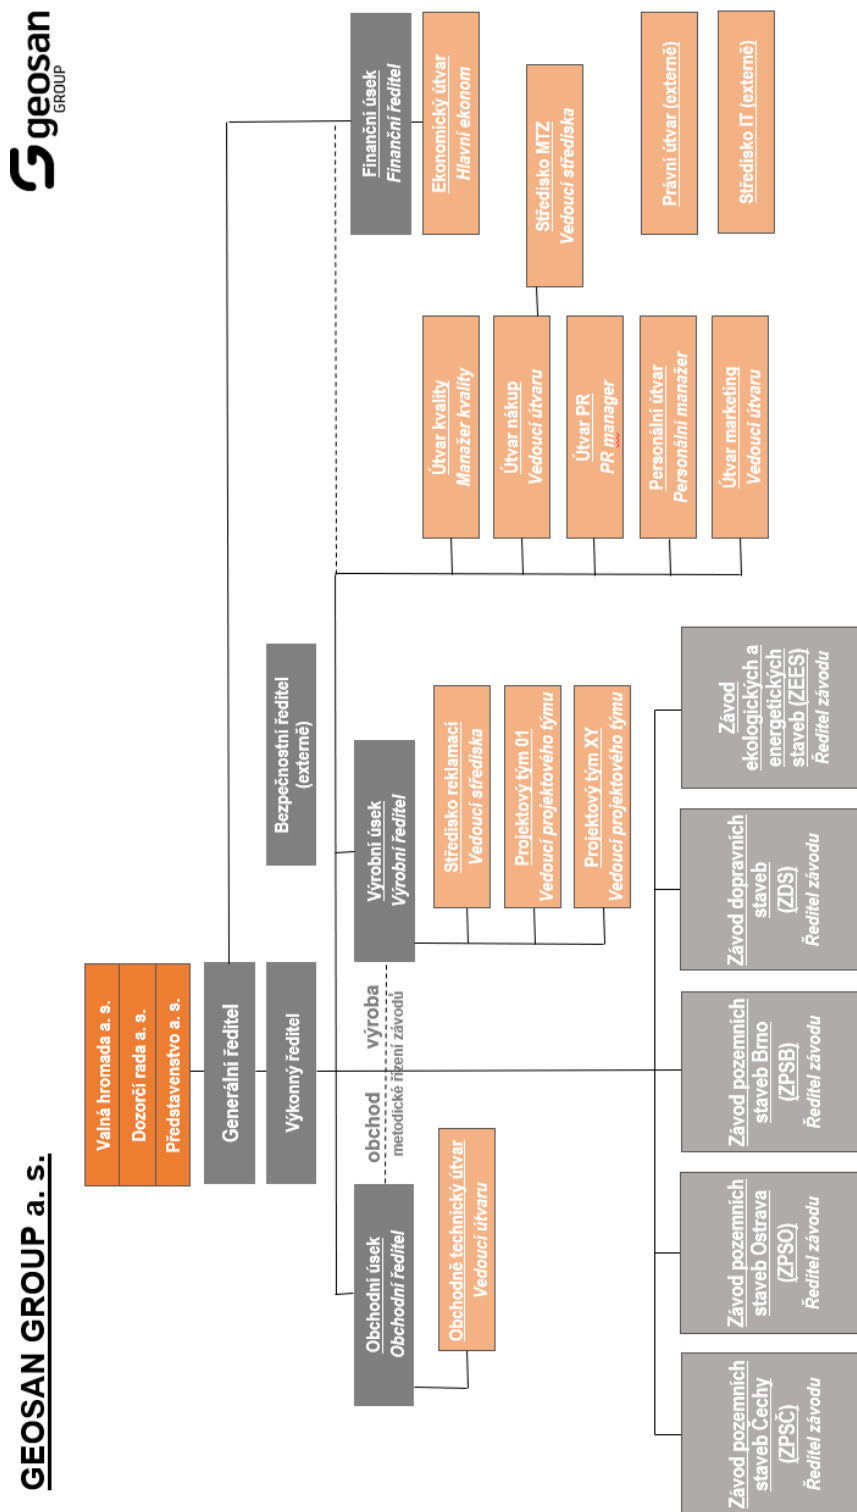 GEOSAN GROUP a. s.
geosan
GROUP
Valná hromada a. s.
Dozorčí rada a. s.
Představenstvo a. s.
Generální ředitel
Výkonný ředitel
Bezpečnostní ředitel
(externě)
Obchodní úsek
Obchodní ředitel
obchod výroba
metodické řízení závodů
Výrobní úsek
Výrobní ředitel
Finanční úsek
Finanční ředitel
Obchodně technický útvar
Vedoucí útvaru
Středisko reklamací
Vedoucí střediska
Projektový tým 01
Vedoucí projektového týmu
Projektový tým XY
Vedoucí projektového týmu
Útvar kvality
Manažer kvality
Útvar nákup
Vedoucí útvaru
Útvar PR
PR manager
Personální útvar
Personální manažer
Útvar marketing
Vedoucí útvaru
Ekonomický útvar
Hlavní ekonom
Středisko MTZ
Vedoucí střediska
Právní útvar (externě)
Středisko IT (externě)
Závod pozemních
staveb Čechy
(ZPSČ)
Ředitel závodu
Závod pozemních
staveb Ostrava
(ZPSO)
Ředitel závodu
Závod pozemních
staveb Brno
(ZPSB)
Ředitel závodu
Závod dopravních
staveb
(ZDS)
Ředitel závodu
Závod
ekologických a
energetických
staveb (ZEES)
Ředitel závodu